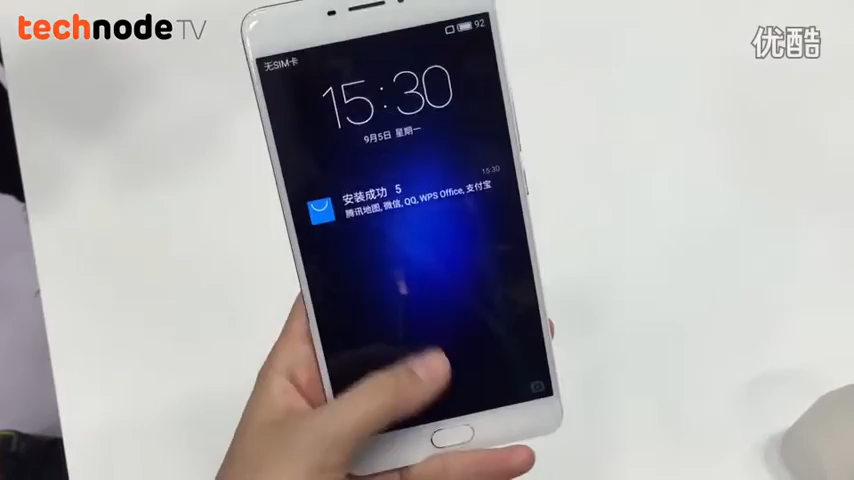 technodeTV
优酷
92
无SIM卡
15:30
9月5日 星期一
15:30
安装成功 5
腾讯地图, 微信, QQ, WPS Office, 支付宝